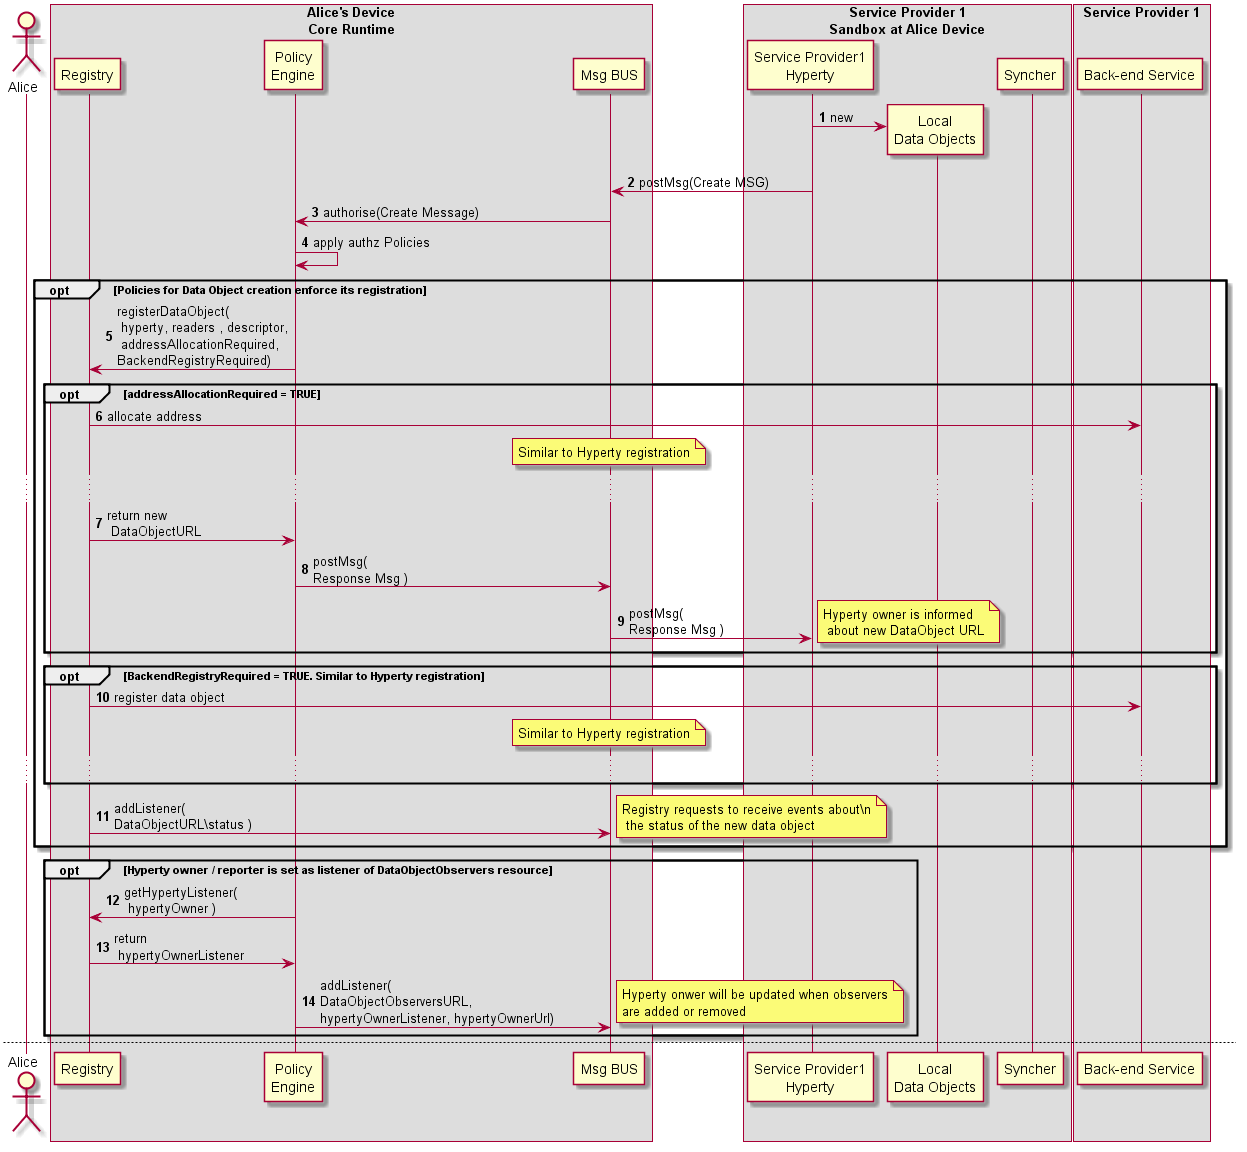 Alice's Device
Core Runtime
Service Provider 1
Sandbox at Alice Device
Service Provider 1
Alice
Registry
Policy
Engine
Msg BUS
Service Provider1
Hyperty
Syncher
Back-end Service
1 new
Local
Data Objects
2 postMsg(Create MSG)
3 authorise(Create Message)
4 apply authz Policies
opt [Policies for Data Object creation enforce its registration]
5 registerDataObject(
hyperty, readers , descriptor,
addressAllocationRequired,
BackendRegistryRequired)
opt [addressAllocationRequired = TRUE]
6 allocate address
Similar to Hyperty registration
7 return new
DataObjectURL
8 postMsg(
Response Msg )
9 postMsg(
Response Msg )
Hyperty owner is informed
about new DataObject URL
opt [BackendRegistryRequired = TRUE. Similar to Hyperty registration]
10 register data object
Similar to Hyperty registration
11 addListener(
DataObjectURL\status )
Registry requests to receive events about\n
the status of the new data object
opt [Hyperty owner / reporter is set as listener of DataObjectObservers resource]
12 getHypertyListener(
hypertyOwner )
13 return
hypertyOwnerListener
14 addListener(
DataObjectObserversURL,
hypertyOwnerListener, hypertyOwnerUrl)
Hyperty onwer will be updated when observers
are added or removed
Alice
Registry
Policy
Engine
Msg BUS
Service Provider1
Hyperty
Local
Data Objects
Syncher
Back-end Service